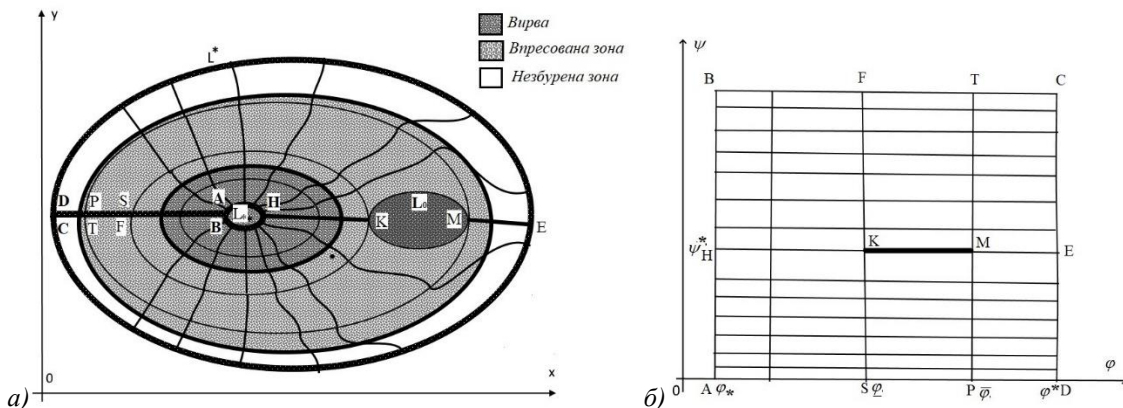 y
L*
Вирва
Впресована зона
Незбурена зона
D P S A H
L* L₀
C T F B K M E
*
0 x
а)
ψ
B F T C
K M
ψ*H E
φ
0 A φ* S φ P φ̄ φ*D
б)